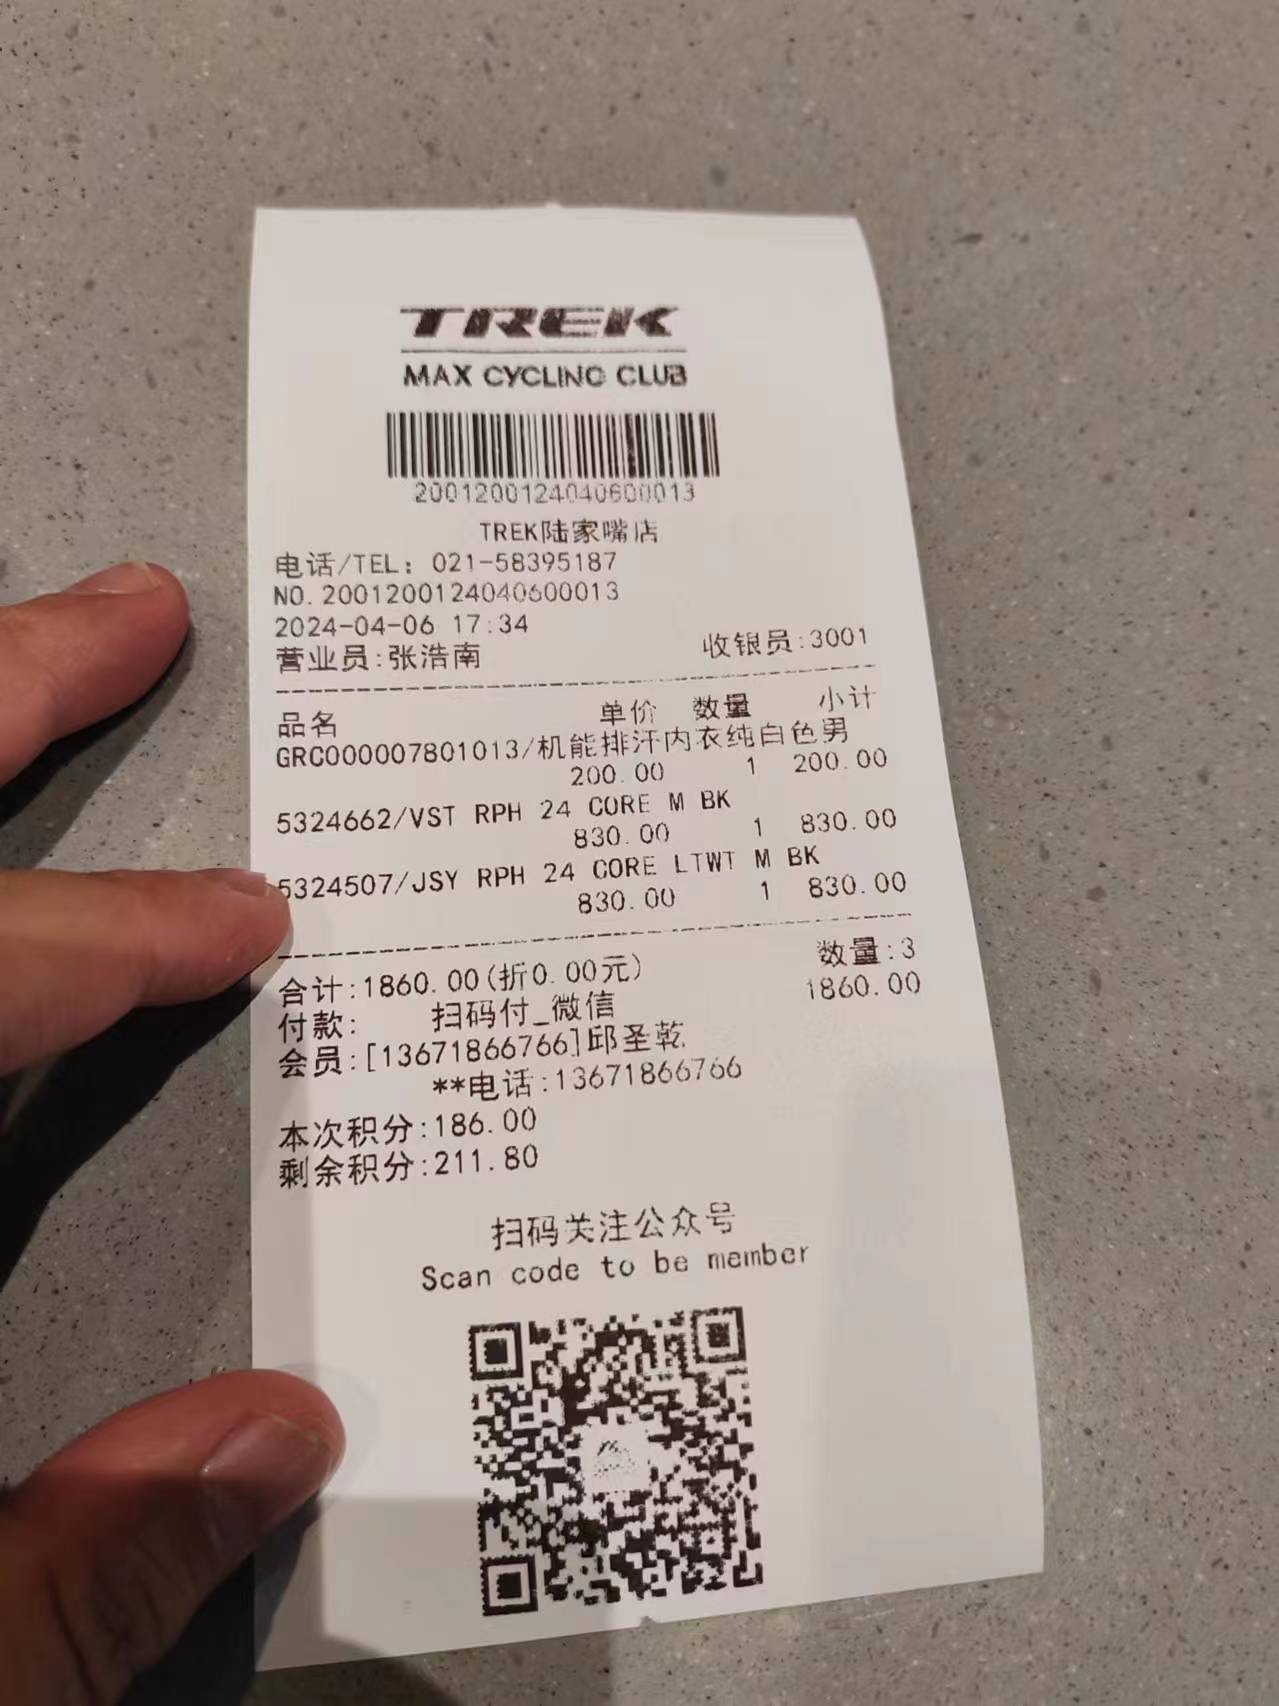 TREK
MAX CYCLING CLUB
2001200124040600013
TREK陆家嘴店
电话/TEL: 021-58395187
NO.2001200124040600013
2024-04-06 17:34
营业员:张浩南 收银员:3001
品名 单价 数量 小计
GRC000007801013/机能排汗内衣纯白色男
200.00 1 200.00
5324662/VST RPH 24 CORE M BK
830.00 1 830.00
5324507/JSY RPH 24 CORE LTWT M BK
830.00 1 830.00
合计:1860.00(折0.00元) 数量:3
付款: 扫码付_微信 1860.00
会员:[13671866766]邱圣乾
**电话:13671866766
本次积分:186.00
剩余积分:211.80
扫码关注公众号
Scan code to be member